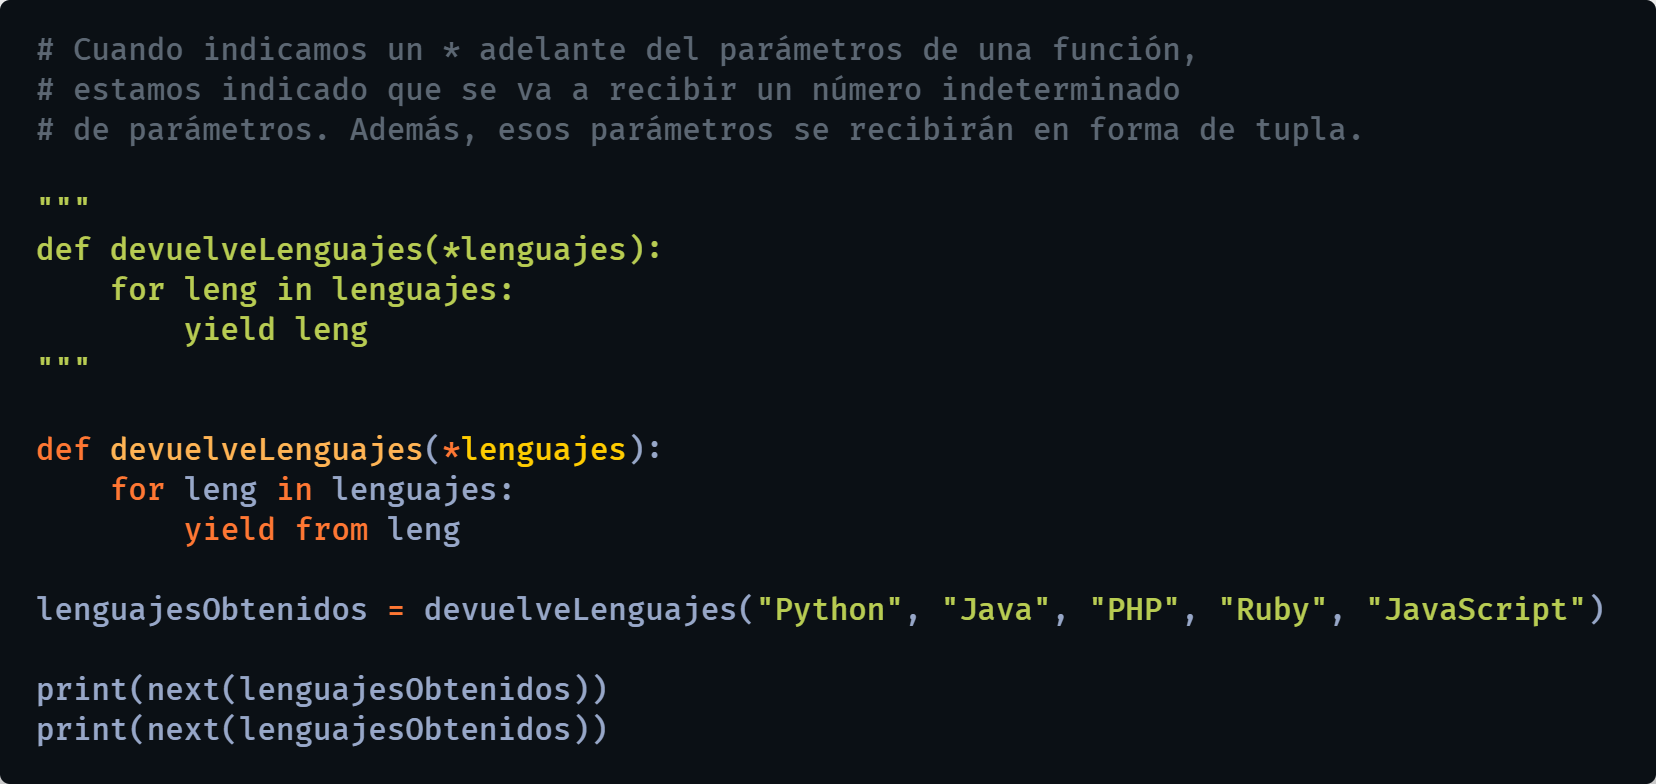 # Cuando indicamos un * adelante del parámetros de una función,
# estamos indicado que se va a recibir un número indeterminado
# de parámetros. Además, esos parámetros se recibirán en forma de tupla.

"""
def devuelveLenguajes(*lenguajes):
    for leng in lenguajes:
        yield leng
"""

def devuelveLenguajes(*lenguajes):
    for leng in lenguajes:
        yield from leng

lenguajesObtenidos = devuelveLenguajes("Python", "Java", "PHP", "Ruby", "JavaScript")

print(next(lenguajesObtenidos))
print(next(lenguajesObtenidos))